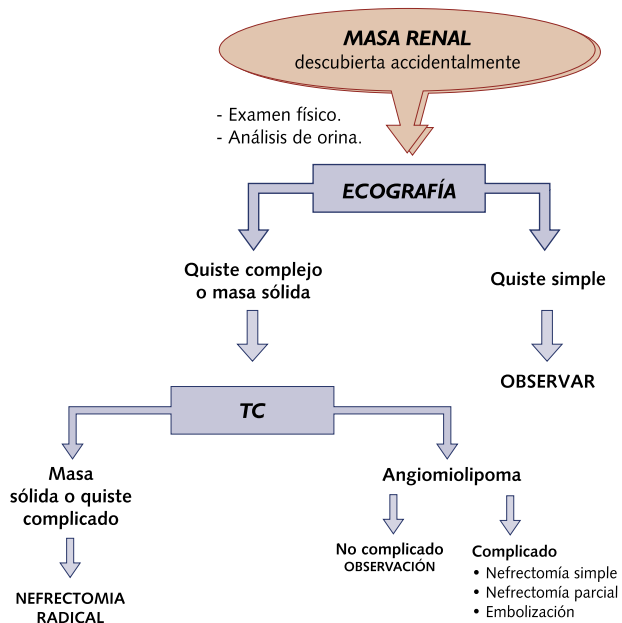 MASA RENAL
descubierta accidentalmente
- Examen físico.
- Análisis de orina.
ECOGRAFÍA
Quiste complejo
o masa sólida
Quiste simple
OBSERVAR
TC
Masa
sólida o quiste
complicado
NEFRECTOMIA
RADICAL
Angiomiolipoma
No complicado
OBSERVACIÓN
Complicado
• Nefrectomía simple
• Nefrectomía parcial
• Embolización